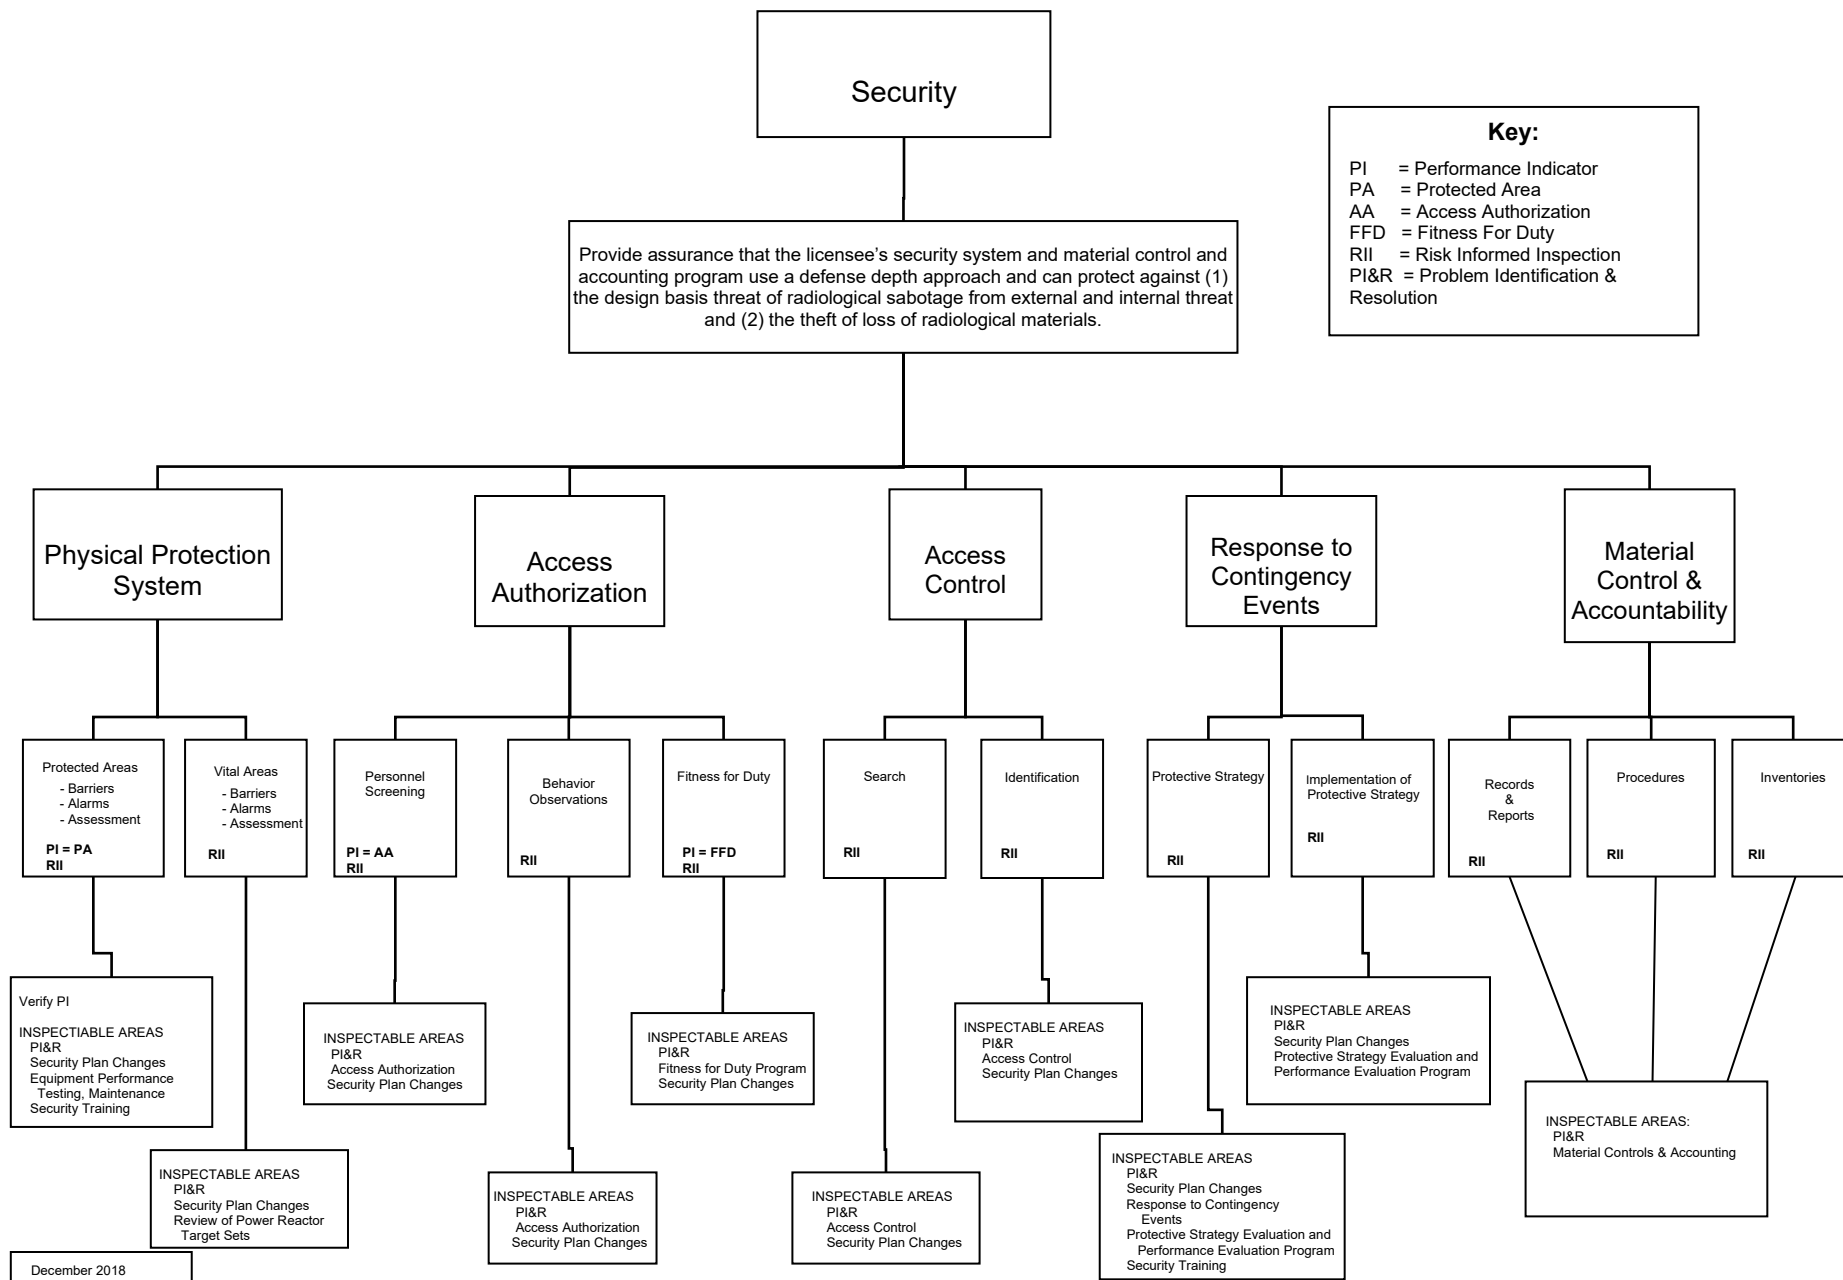 Security
Key:
PI = Performance Indicator
PA = Protected Area
AA = Access Authorization
FFD = Fitness For Duty
RII = Risk Informed Inspection
PI&R = Problem Identification &
Resolution
Provide assurance that the licensee's security system and material control and
accounting program use a defense depth approach and can protect against (1)
the design basis threat of radiological sabotage from external and internal threat
and (2) the theft of loss of radiological materials.
Physical Protection
System
Access
Authorization
Access
Control
Response to
Contingency
Events
Material
Control &
Accountability
Protected Areas
- Barriers
- Alarms
- Assessment
PI = PA
RII
Vital Areas
- Barriers
- Alarms
- Assessment
RII
Personnel
Screening
PI = AA
RII
Behavior
Observations
RII
Fitness for Duty
PI = FFD
RII
Search
RII
Identification
RII
Protective Strategy
RII
Implementation of
Protective Strategy
RII
Records
&
Reports
RII
Procedures
RII
Inventories
RII
Verify PI
INSPECTIABLE AREAS
PI&R
Security Plan Changes
Equipment Performance
Testing, Maintenance
Security Training
INSPECTABLE AREAS
PI&R
Security Plan Changes
Review of Power Reactor
Target Sets
INSPECTABLE AREAS
PI&R
Access Authorization
Security Plan Changes
INSPECTABLE AREAS
PI&R
Access Authorization
Security Plan Changes
INSPECTABLE AREAS
PI&R
Fitness for Duty Program
Security Plan Changes
INSPECTABLE AREAS
PI&R
Access Control
Security Plan Changes
INSPECTABLE AREAS
PI&R
Access Control
Security Plan Changes
INSPECTABLE AREAS
PI&R
Security Plan Changes
Response to Contingency
Events
Protective Strategy Evaluation and
Performance Evaluation Program
Security Training
INSPECTABLE AREAS
PI&R
Security Plan Changes
Protective Strategy Evaluation and
Performance Evaluation Program
INSPECTABLE AREAS:
PI&R
Material Controls & Accounting
December 2018